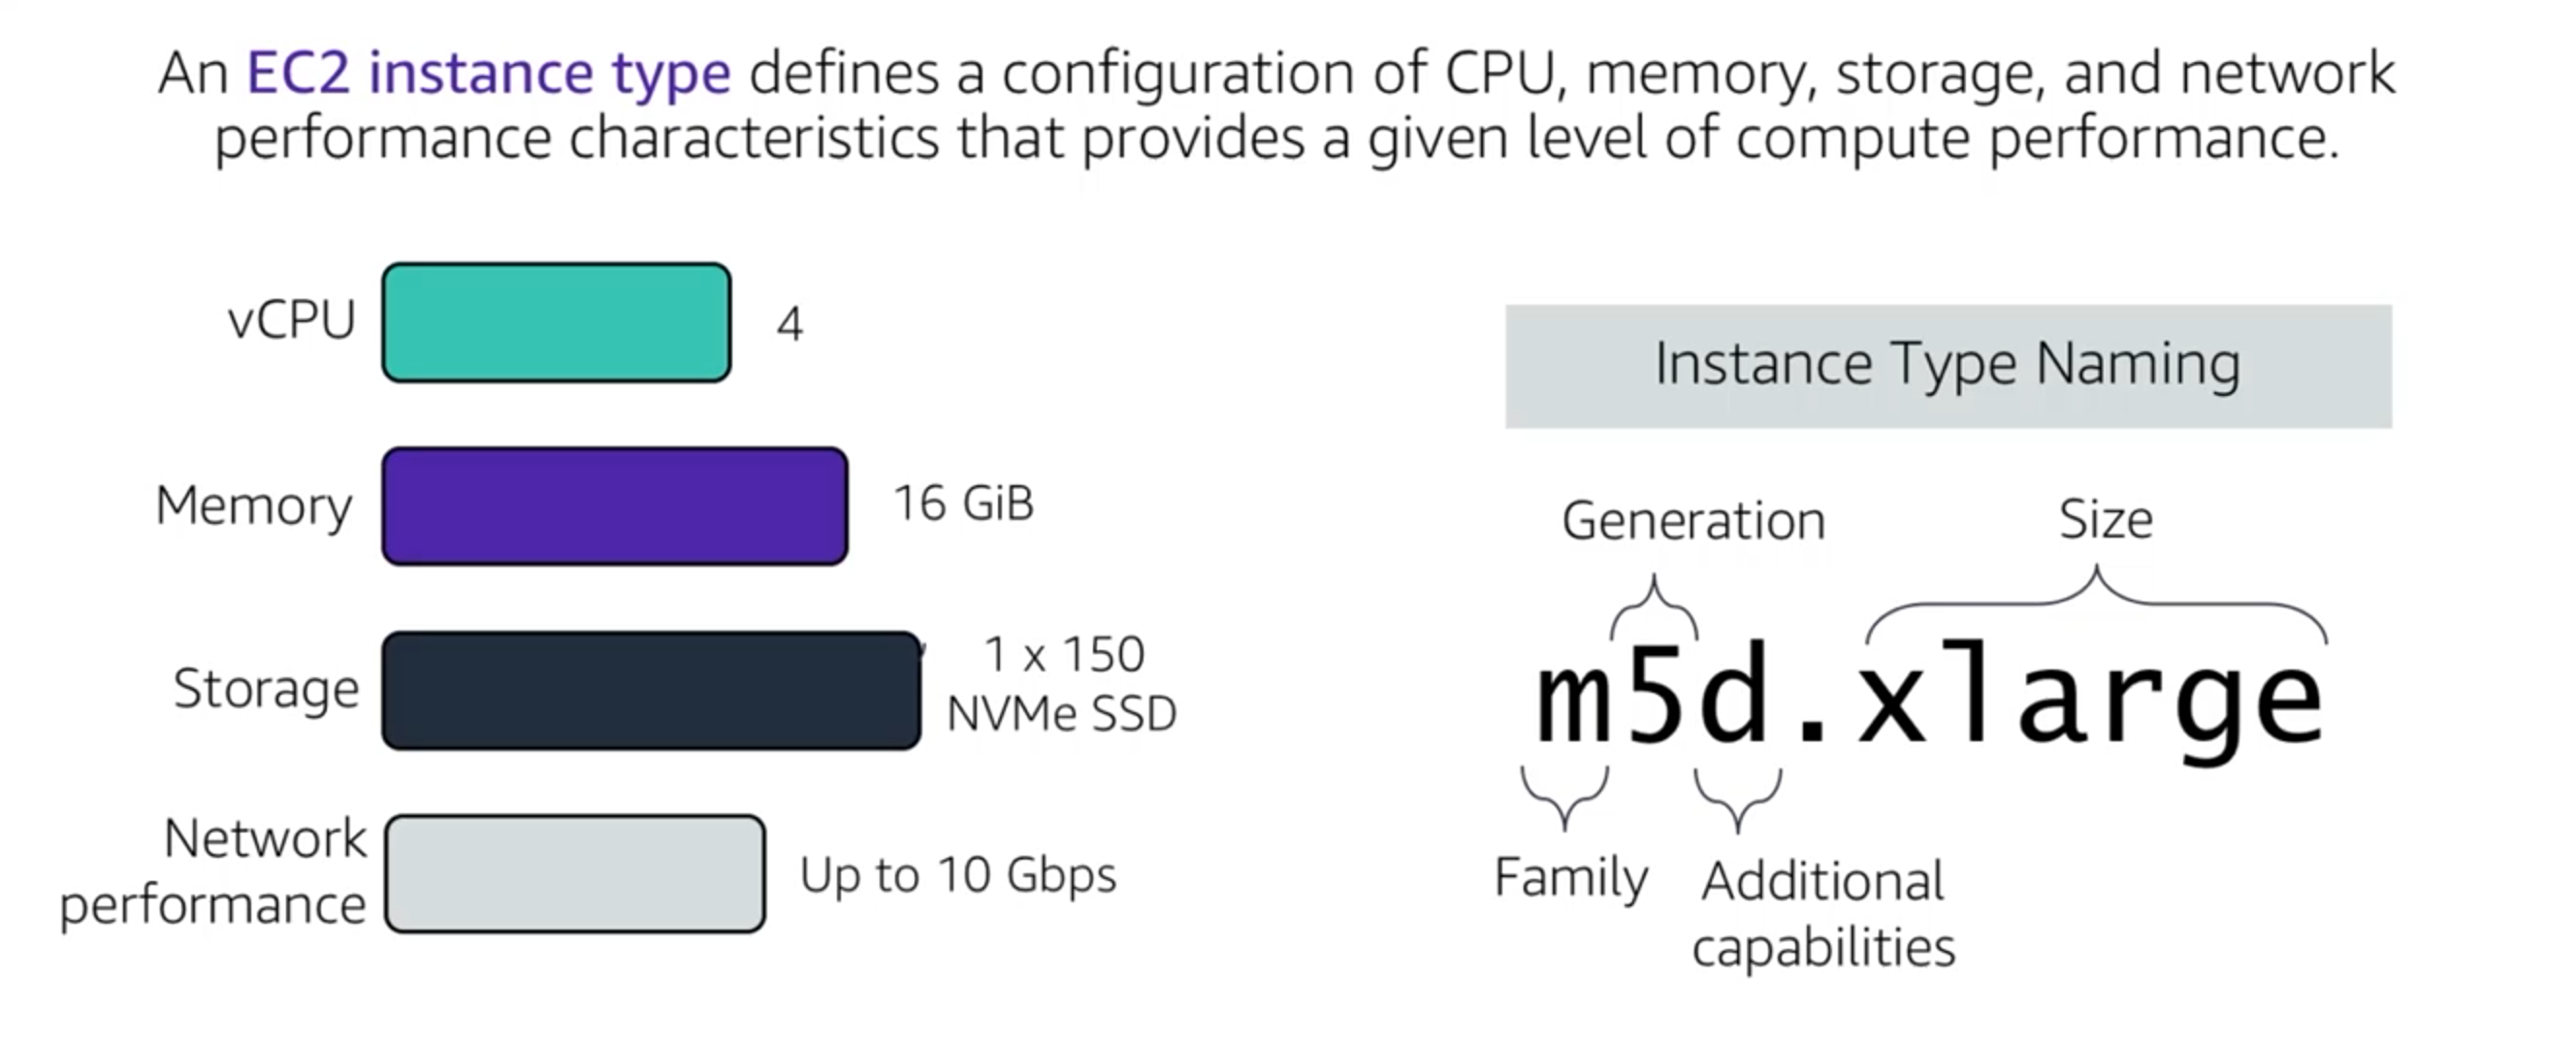 An EC2 instance type defines a configuration of CPU, memory, storage, and network
performance characteristics that provides a given level of compute performance.
vCPU
4
Memory
16 GiB
Storage
1 x 150
NVMe SSD
Network
performance
Up to 10 Gbps
Instance Type Naming
Generation
Size
m5d.xlarge
Family
Additional
capabilities